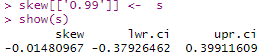 > skew[['0.99']] <-  s
> show(s)
       skew      lwr.ci      upr.ci
-0.01480967 -0.37926462  0.39911609